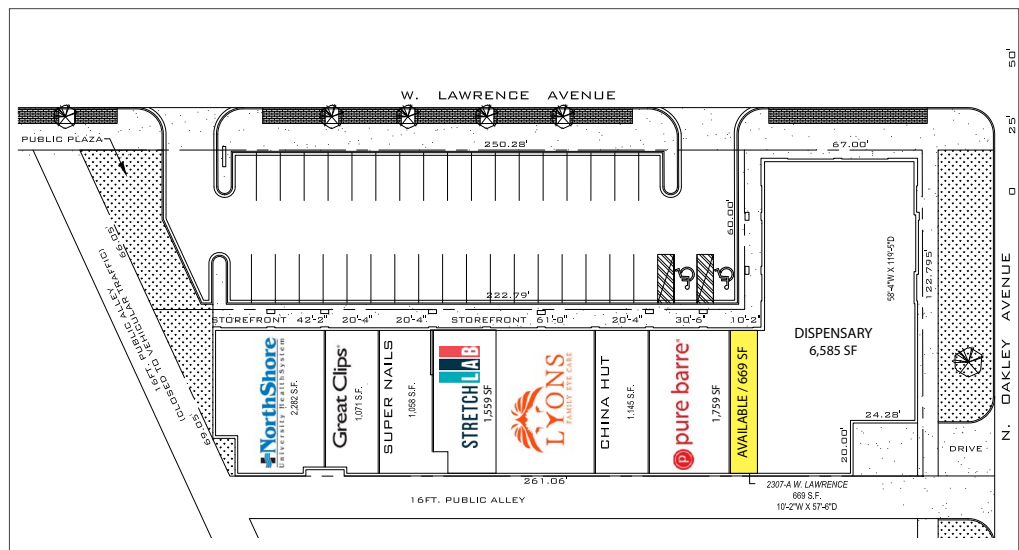 W. LAWRENCE AVENUE
PUBLIC PLAZA
250.28'
67.00'
50'
25'
0
60.00'
16FT. PUBLIC ALLEY 66.05'
(CLOSED TO VEHICULAR TRAFFIC)
69.05'
222.79'
STOREFRONT 42'-2" 20'-4" 20'-4" STOREFRONT 61'-0" 20'-4" 30'-6" 10'-2"
NorthShore
University HealthSystem
2,282 S.F.
Great Clips®
1,071 S.F.
SUPER NAILS
1,058 S.F.
STRETCH LAB
1,559 SF
LYONS
FAMILY EYE CARE
CHINA HUT
1,145 S.F.
p pure barre®
1,759 SF
AVAILABLE / 669 SF
DISPENSARY
6,585 SF
58'-4"W X 119'-5"D
122.795'
N. OAKLEY AVENUE
24.28'
20.00'
DRIVE
261.06'
16FT. PUBLIC ALLEY
2307-A W. LAWRENCE
669 S.F.
10'-2"W X 57'-6"D